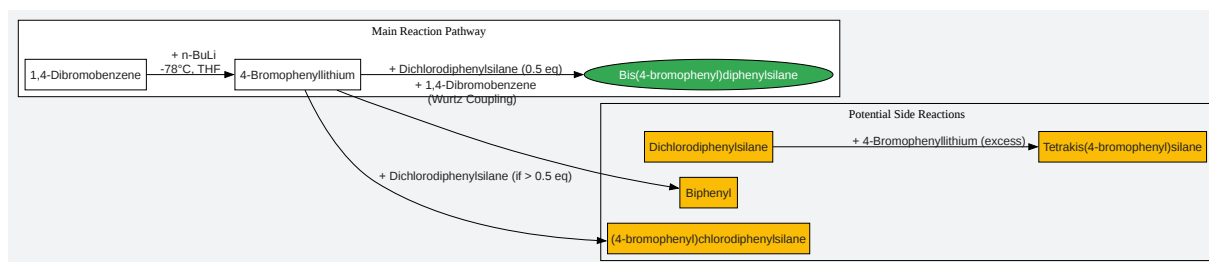 Main Reaction Pathway
1,4-Dibromobenzene
+ n-BuLi
-78°C, THF
4-Bromophenyllithium
+ Dichlorodiphenylsilane (0.5 eq)
Bis(4-bromophenyl)diphenylsilane
+ 1,4-Dibromobenzene
(Wurtz Coupling)
Potential Side Reactions
Dichlorodiphenylsilane
+ 4-Bromophenyllithium (excess)
Tetrakis(4-bromophenyl)silane
+ Dichlorodiphenylsilane (if > 0.5 eq)
Biphenyl
(4-bromophenyl)chlorodiphenylsilane